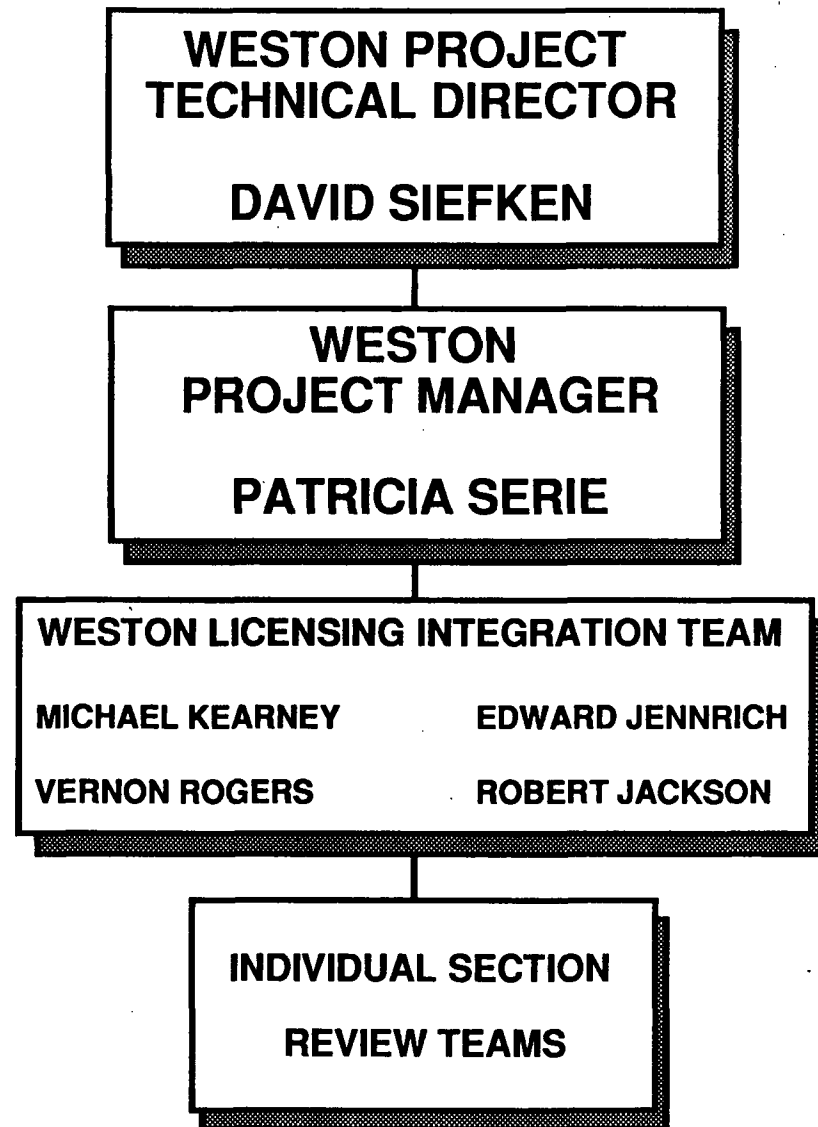 WESTON PROJECT
TECHNICAL DIRECTOR
DAVID SIEFKEN
WESTON
PROJECT MANAGER
PATRICIA SERIE
WESTON LICENSING INTEGRATION TEAM
MICHAEL KEARNEY EDWARD JENNRICH
VERNON ROGERS ROBERT JACKSON
INDIVIDUAL SECTION
REVIEW TEAMS